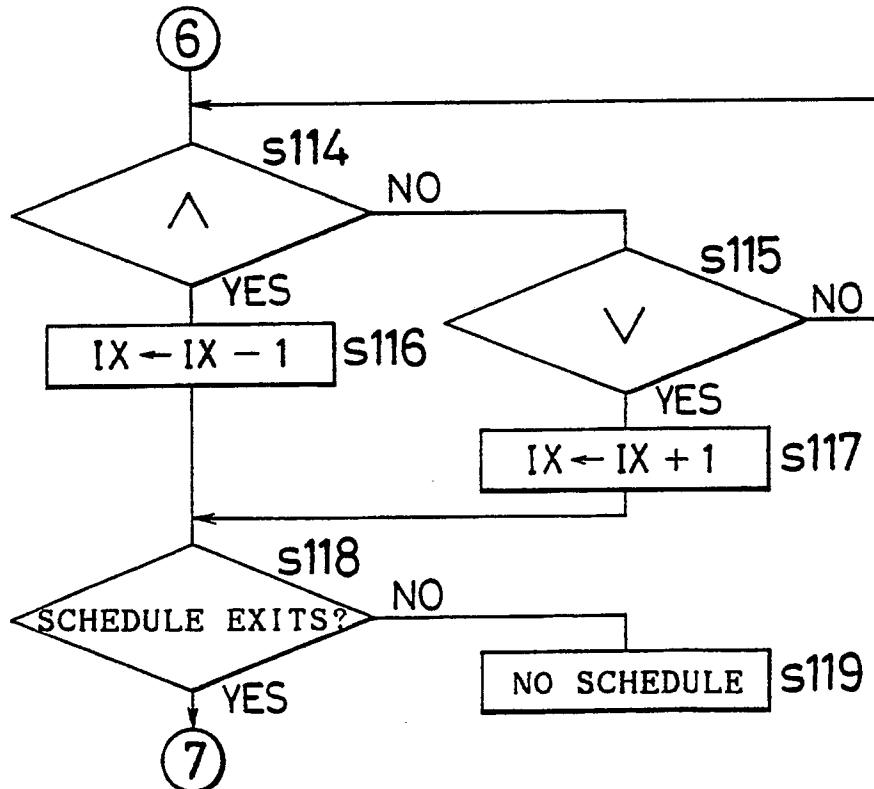 6
s114
∧
NO
YES
s115
∨
NO
YES
IX ← IX - 1
s116
IX ← IX + 1
s117
s118
SCHEDULE EXITS?
NO
YES
NO SCHEDULE
s119
7